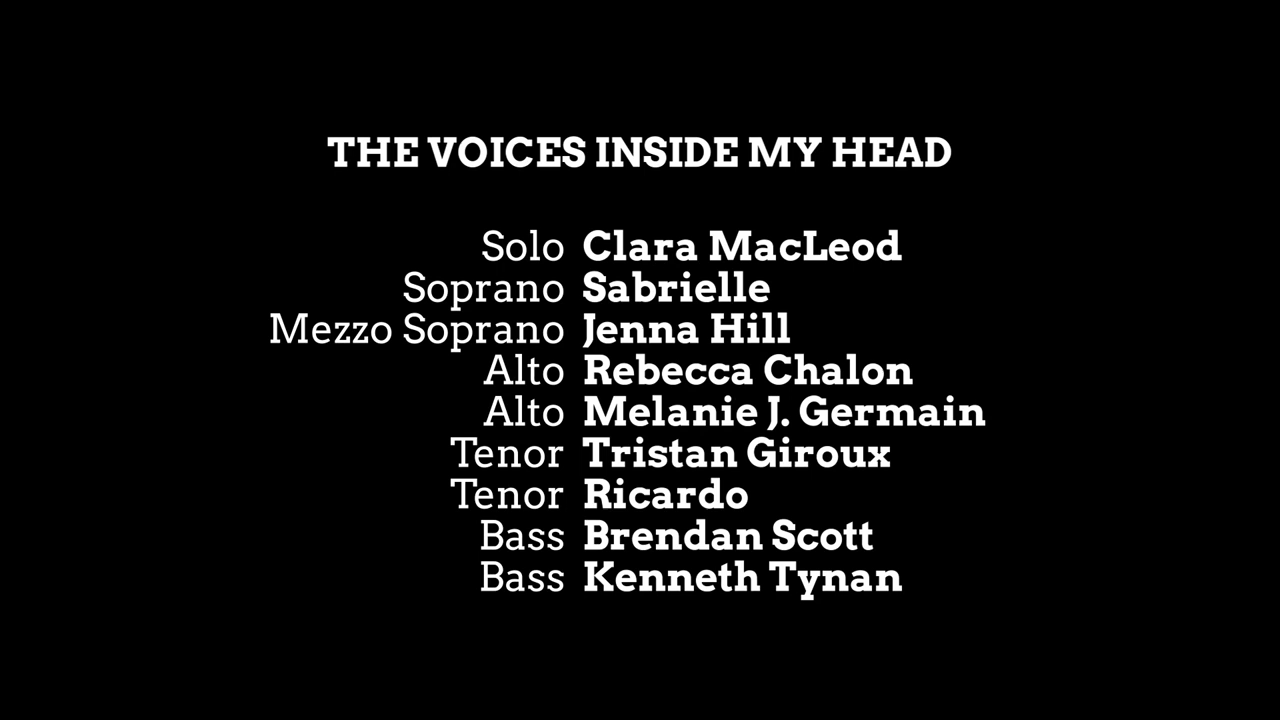 THE VOICES INSIDE MY HEAD
Solo Clara MacLeod
Soprano Sabrielle
Mezzo Soprano Jenna Hill
Alto Rebecca Chalon
Alto Melanie J. Germain
Tenor Tristan Giroux
Tenor Ricardo
Bass Brendan Scott
Bass Kenneth Tynan